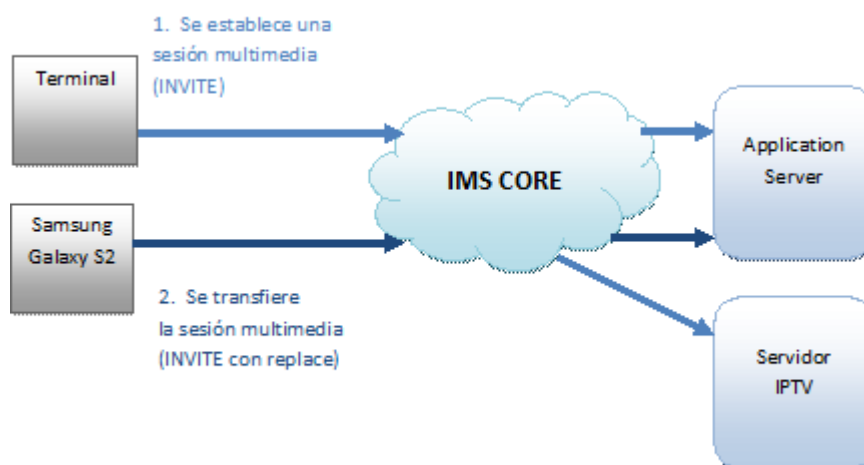 1. Se establece una
sesión multimedia
(INVITE)
Terminal
IMS CORE
Application
Server
Samsung
Galaxy S2
2. Se transfiere
la sesión multimedia
(INVITE con replace)
Servidor
IPTV